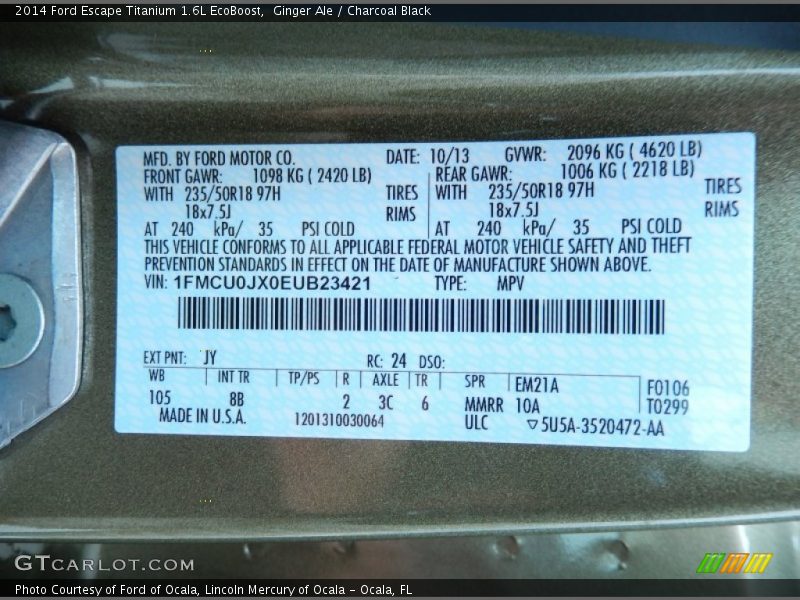 2014 Ford Escape Titanium 1.6L EcoBoost,  Ginger Ale / Charcoal Black
MFD. BY FORD MOTOR CO. DATE: 10/13 GVWR: 2096 KG ( 4620 LB)
FRONT GAWR: 1098 KG ( 2420 LB) REAR GAWR: 1006 KG ( 2218 LB)
WITH 235/50R18 97H TIRES WITH 235/50R18 97H TIRES
18x7.5J RIMS 18x7.5J RIMS
AT 240 kPa/ 35 PSI COLD AT 240 kPa/ 35 PSI COLD
THIS VEHICLE CONFORMS TO ALL APPLICABLE FEDERAL MOTOR VEHICLE SAFETY AND THEFT
PREVENTION STANDARDS IN EFFECT ON THE DATE OF MANUFACTURE SHOWN ABOVE.
VIN: 1FMCU0JX0EUB23421 TYPE: MPV
EXT PNT: JY RC: 24 DSO:
WB INT TR TP/PS R AXLE TR SPR EM21A F0106
105 8B 2 3C 6 MMRR 10A T0299
MADE IN U.S.A. 1201310030064 ULC ▽5U5A-3520472-AA
GTCARLOT.COM
Photo Courtesy of Ford of Ocala, Lincoln Mercury of Ocala - Ocala, FL